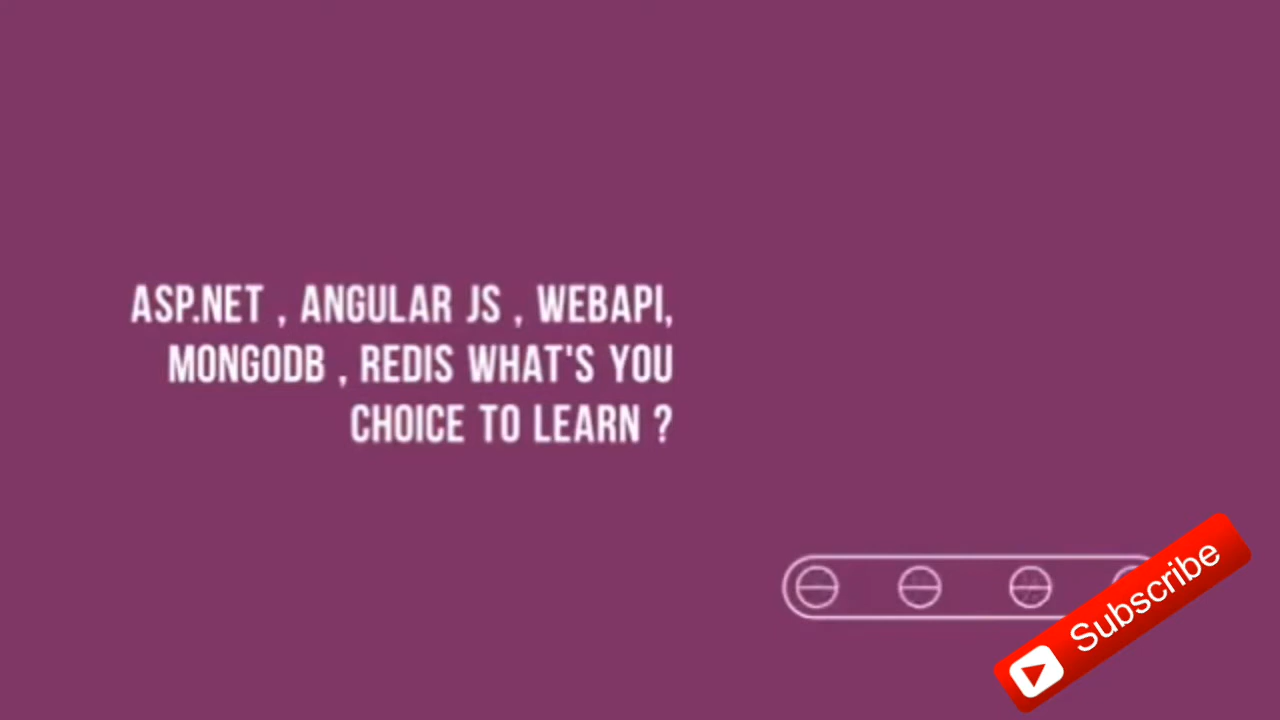 ASP.NET , ANGULAR JS , WEBAPI,
MONGODB , REDIS WHAT'S YOU
CHOICE TO LEARN ?
Subscribe